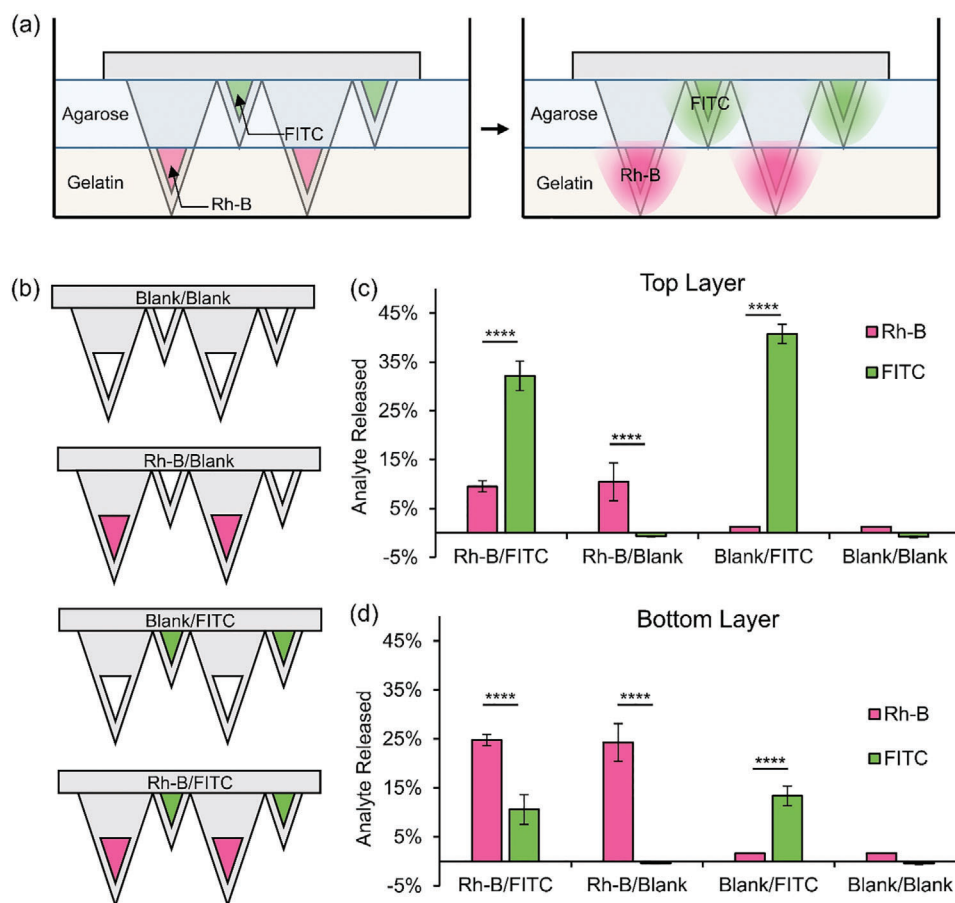 (a)
Agarose
FITC
Gelatin
Rh-B
FITC
Rh-B
(b)
Blank/Blank
Rh-B/Blank
Blank/FITC
Rh-B/FITC
(c)
Top Layer
Analyte Released
45%
35%
25%
15%
5%
-5%
****
****
****
Rh-B
FITC
Rh-B/FITC
Rh-B/Blank
Blank/FITC
Blank/Blank
(d)
Bottom Layer
Analyte Released
45%
35%
25%
15%
5%
-5%
****
****
****
Rh-B
FITC
Rh-B/FITC
Rh-B/Blank
Blank/FITC
Blank/Blank